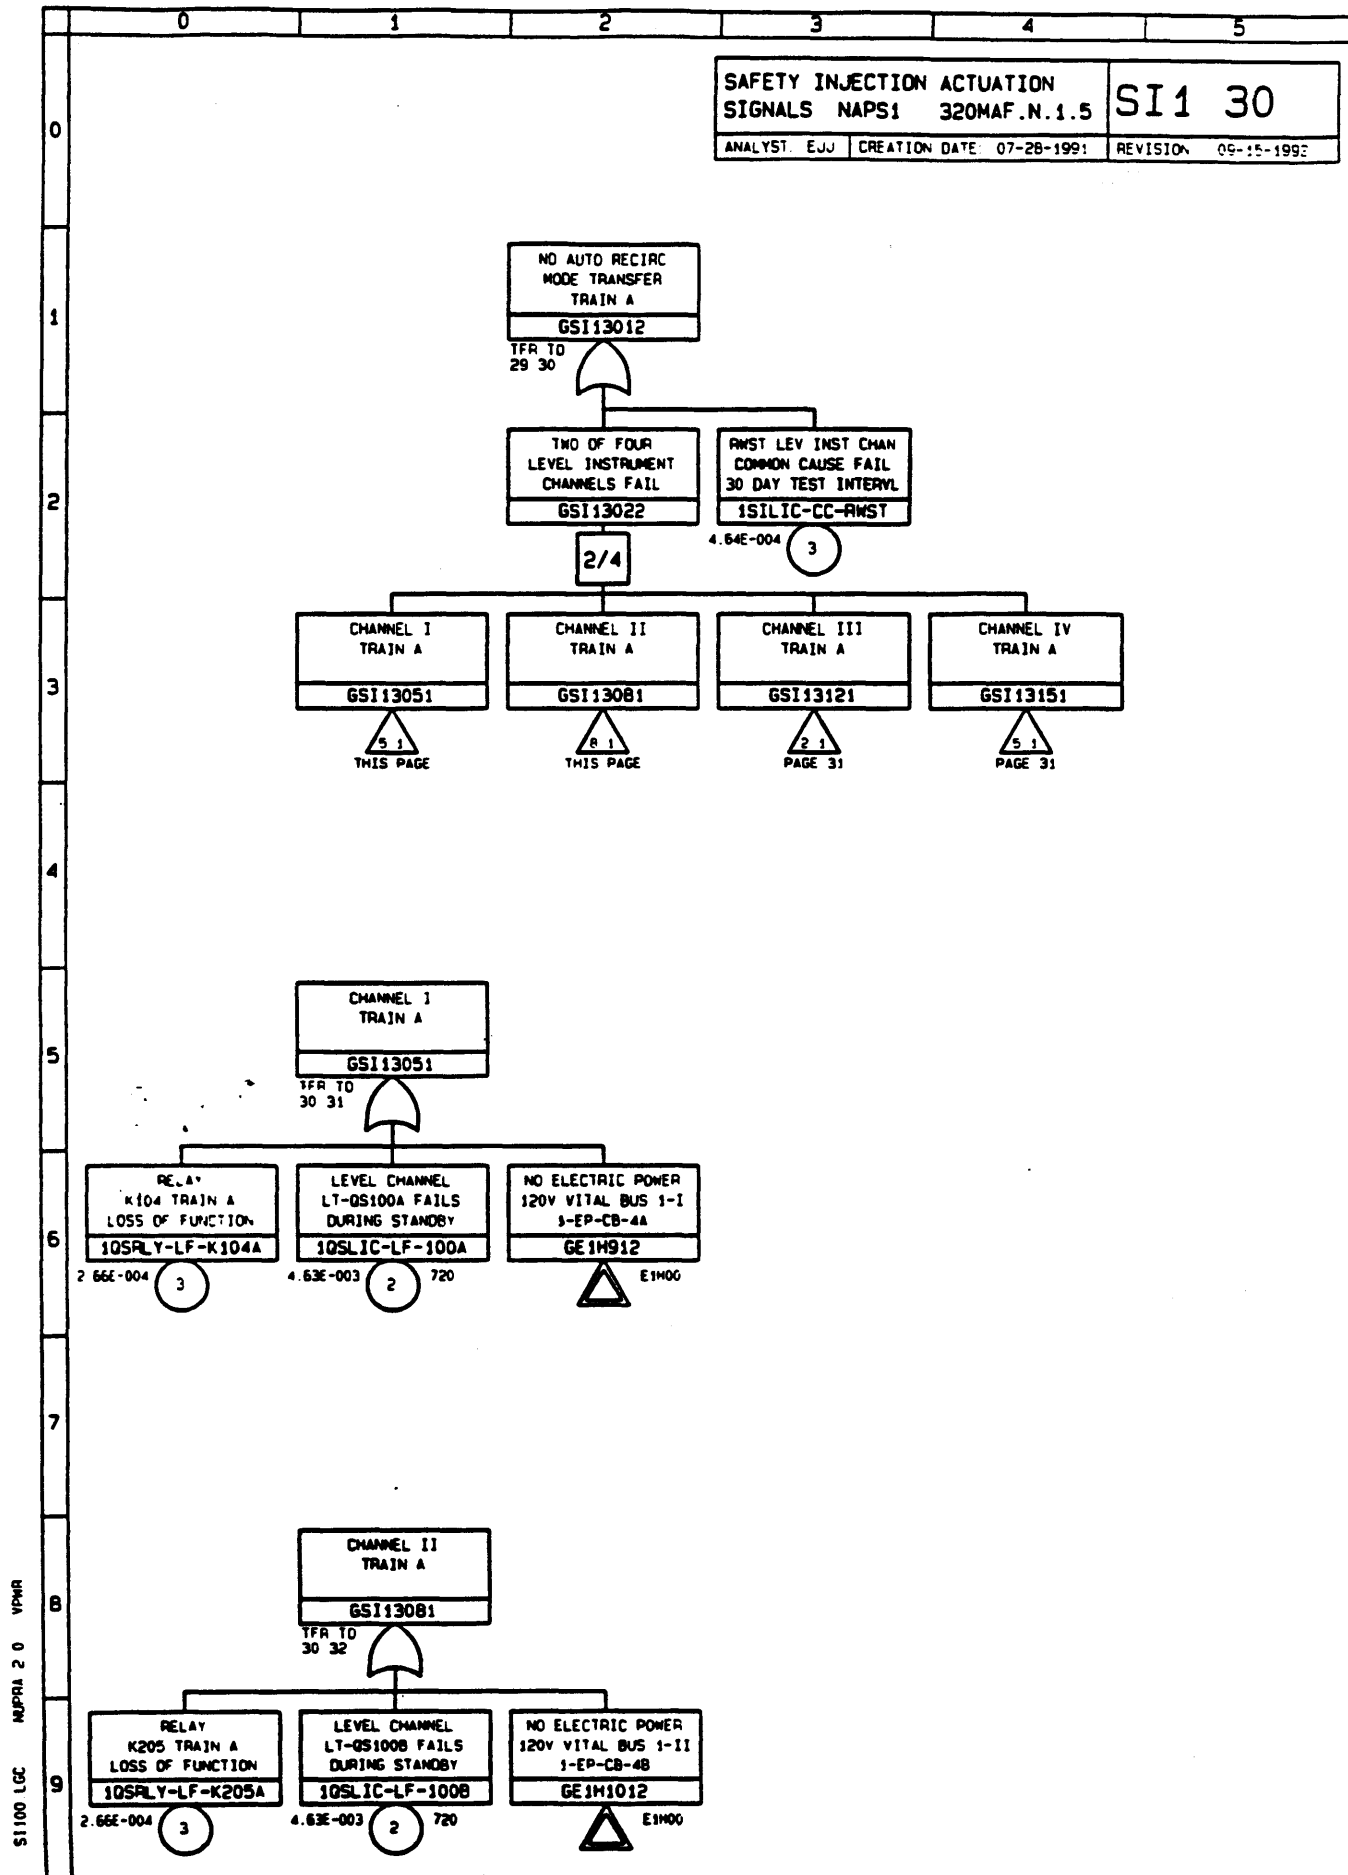 0 1 2 3 4 5
SAFETY INJECTION ACTUATION
SIGNALS NAPS1 320MAF.N.1.5
SI1 30
ANALYST: EJJ CREATION DATE: 07-28-1991 REVISION 09-15-1992
0
NO AUTO RECIRC
MODE TRANSFER
TRAIN A
GSI13012
TFR TO
29 30
1
TWO OF FOUR
LEVEL INSTRUMENT
CHANNELS FAIL
GSI13022
2/4
RWST LEV INST CHAN
COMMON CAUSE FAIL
30 DAY TEST INTERVL
1SILIC-CC-RWST
4.64E-004 3
2
CHANNEL I
TRAIN A
GSI13051
5 1
THIS PAGE
CHANNEL II
TRAIN A
GSI13081
8 1
THIS PAGE
CHANNEL III
TRAIN A
GSI13121
2 1
PAGE 31
CHANNEL IV
TRAIN A
GSI13151
5 1
PAGE 31
3
4
CHANNEL I
TRAIN A
GSI13051
TFR TO
30 31
5
RELAY
K104 TRAIN A
LOSS OF FUNCTION
1QSRLY-LF-K104A
2.66E-004 3
LEVEL CHANNEL
LT-QS100A FAILS
DURING STANDBY
1QSLIC-LF-100A
4.63E-003 2 720
NO ELECTRIC POWER
120V VITAL BUS 1-I
1-EP-CB-4A
GE1H912
E1H00
6
7
CHANNEL II
TRAIN A
GSI13081
TFR TO
30 32
8
RELAY
K205 TRAIN A
LOSS OF FUNCTION
1QSRLY-LF-K205A
2.66E-004 3
LEVEL CHANNEL
LT-QS100B FAILS
DURING STANDBY
1QSLIC-LF-100B
4.63E-003 2 720
NO ELECTRIC POWER
120V VITAL BUS 1-II
1-EP-CB-4B
GE1H1012
E1H00
9
SI100.LGC NUPRA 2 0 VPWR